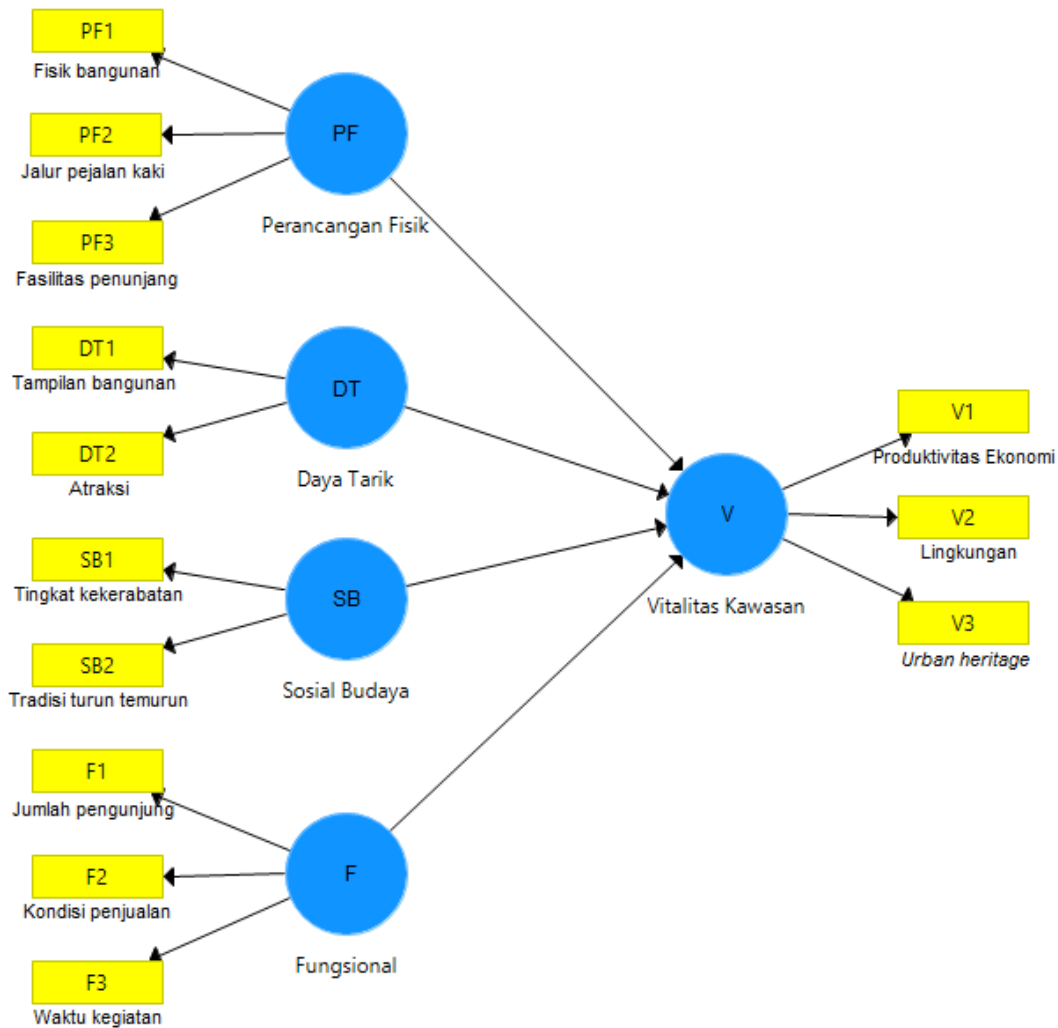 PF1
Fisik bangunan
PF2
Jalur pejalan kaki
PF3
Fasilitas penunjang
PF
Perancangan Fisik
DT1
Tampilan bangunan
DT2
Atraksi
DT
Daya Tarik
SB1
Tingkat kekerabatan
SB2
Tradisi turun temurun
SB
Sosial Budaya
F1
Jumlah pengunjung
F2
Kondisi penjualan
F3
Waktu kegiatan
F
Fungsional
V
Vitalitas Kawasan
V1
Produktivitas Ekonomi
V2
Lingkungan
V3
Urban heritage